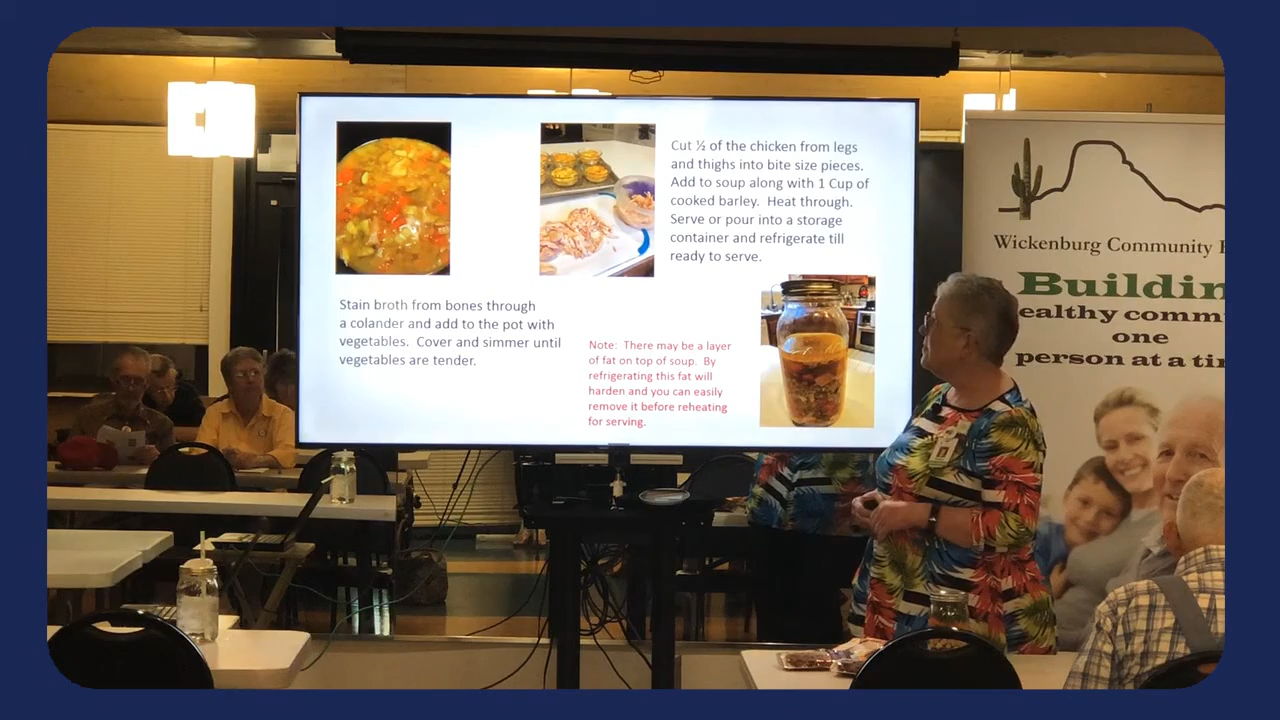 Cut ½ of the chicken from legs
and thighs into bite size pieces.
Add to soup along with 1 Cup of
cooked barley.  Heat through.
Serve or pour into a storage
container and refrigerate till
ready to serve.
Stain broth from bones through
a colander and add to the pot with
vegetables.  Cover and simmer until
vegetables are tender.
Note:  There may be a layer
of fat on top of soup.  By
refrigerating this fat will
harden and you can easily
remove it before reheating
for serving.
Wickenburg Community
Buildin
ealthy commu
one
person at a ti